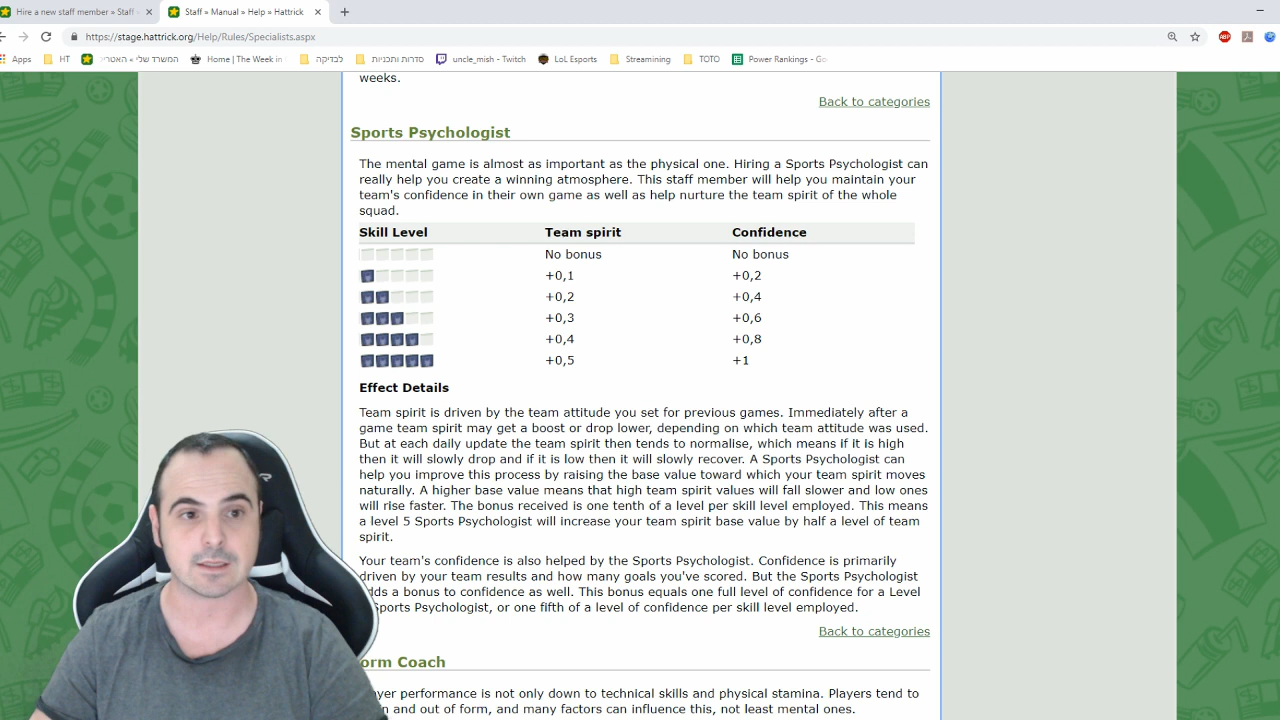 Hire a new staff member » Staff »
Staff » Manual » Help » Hattrick
https://stage.hattrick.org/Help/Rules/Specialists.aspx
Apps HT המשרד שלי » האטריק Home | The Week in uncle_mish - Twitch לבדיקה סדרות ותכניות LoL Esports Streamining TOTO Power Rankings - Go
weeks.
Back to categories
Sports Psychologist
The mental game is almost as important as the physical one. Hiring a Sports Psychologist can
really help you create a winning atmosphere. This staff member will help you maintain your
team's confidence in their own game as well as help nurture the team spirit of the whole
squad.
Skill Level Team spirit Confidence
No bonus No bonus
+0,1 +0,2
+0,2 +0,4
+0,3 +0,6
+0,4 +0,8
+0,5 +1
Effect Details
Team spirit is driven by the team attitude you set for previous games. Immediately after a
game team spirit may get a boost or drop lower, depending on which team attitude was used.
But at each daily update the team spirit then tends to normalise, which means if it is high
then it will slowly drop and if it is low then it will slowly recover. A Sports Psychologist can
help you improve this process by raising the base value toward which your team spirit moves
naturally. A higher base value means that high team spirit values will fall slower and low ones
will rise faster. The bonus received is one tenth of a level per skill level employed. This means
a level 5 Sports Psychologist will increase your team spirit base value by half a level of team
spirit.
Your team's confidence is also helped by the Sports Psychologist. Confidence is primarily
driven by your team results and how many goals you've scored. But the Sports Psychologist
dds a bonus to confidence as well. This bonus equals one full level of confidence for a Level
Sports Psychologist, or one fifth of a level of confidence per skill level employed.
Back to categories
orm Coach
ayer performance is not only down to technical skills and physical stamina. Players tend to
n and out of form, and many factors can influence this, not least mental ones.